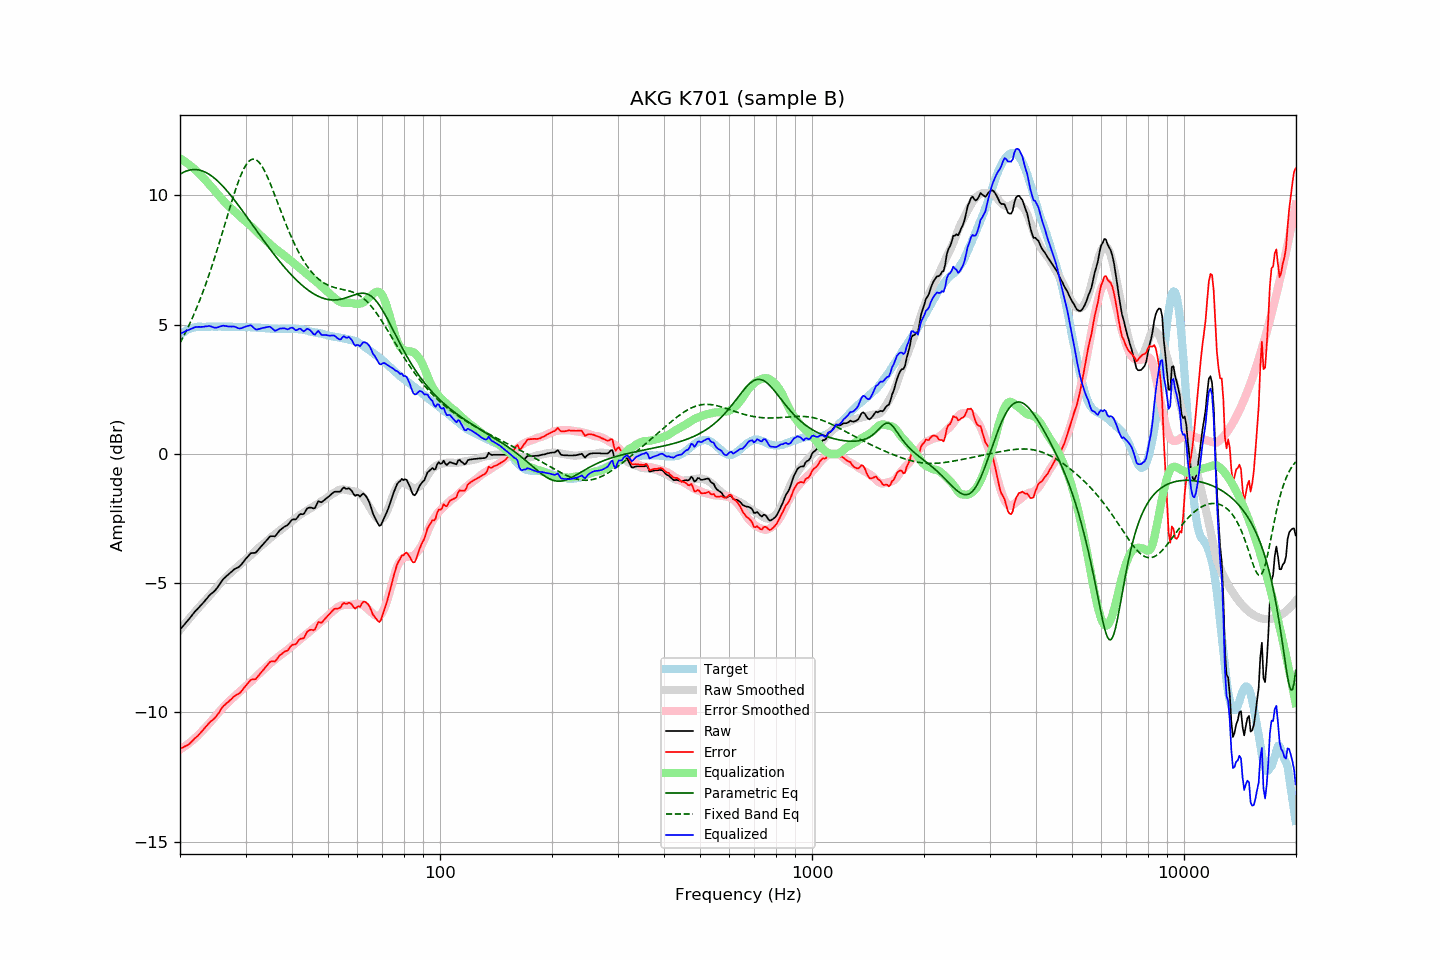 AKG K701 (sample B)
Amplitude (dBr)
10
5
0
−5
−10
−15
Target
Raw Smoothed
Error Smoothed
Raw
Error
Equalization
Parametric Eq
Fixed Band Eq
Equalized
100
1000
10000
Frequency (Hz)